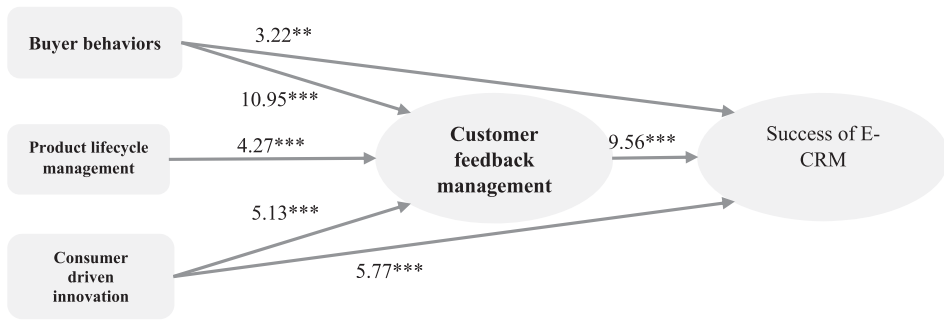 Buyer behaviors
3.22**
10.95***
Product lifecycle
management
4.27***
Customer
feedback
management
9.56***
Success of E-
CRM
5.13***
Consumer
driven
innovation
5.77***